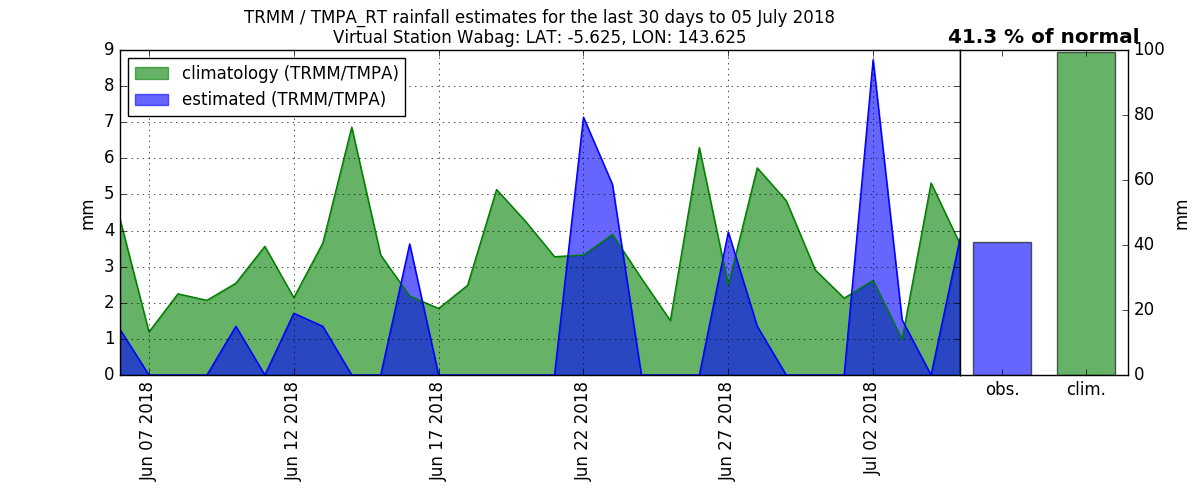 TRMM / TMPA_RT rainfall estimates for the last 30 days to 05 July 2018
Virtual Station Wabag: LAT: -5.625, LON: 143.625
41.3 % of normal
climatology (TRMM/TMPA)
estimated (TRMM/TMPA)
mm
9
8
7
6
5
4
3
2
1
0
Jun 07 2018
Jun 12 2018
Jun 17 2018
Jun 22 2018
Jun 27 2018
Jul 02 2018
100
80
60
40
20
0
mm
obs.
clim.